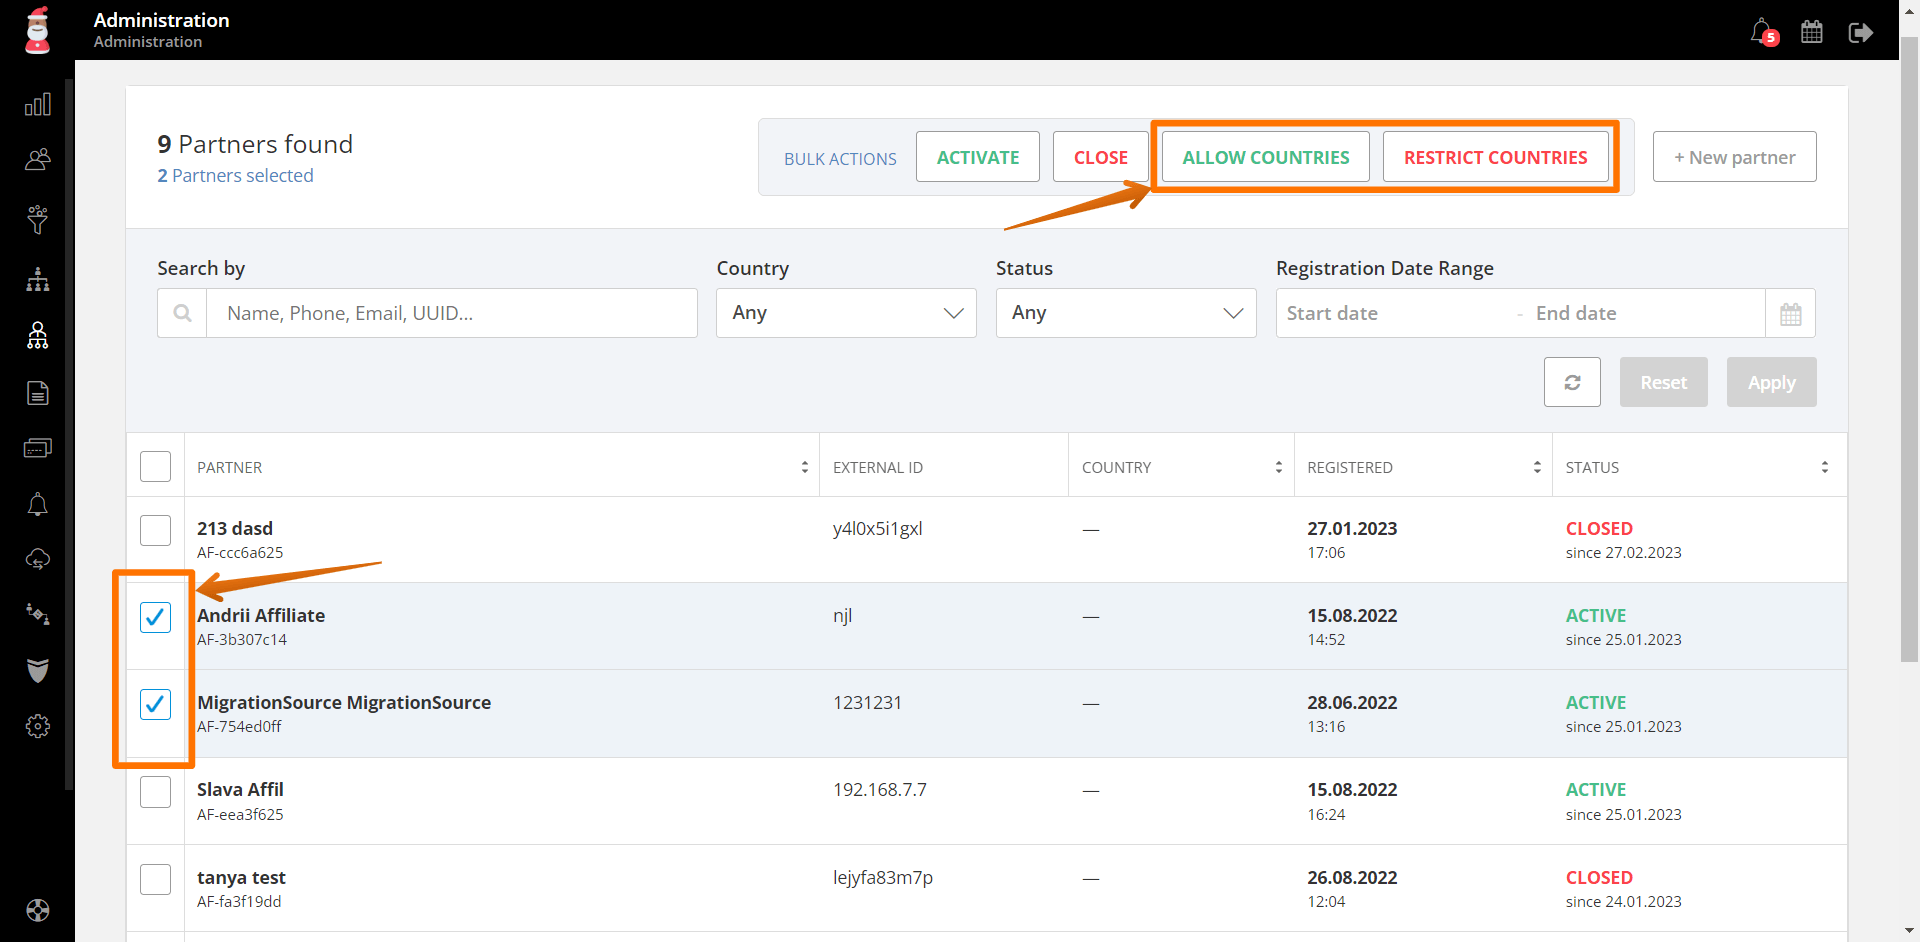 Administration
Administration
5
9 Partners found
2 Partners selected
BULK ACTIONS
ACTIVATE
CLOSE
ALLOW COUNTRIES
RESTRICT COUNTRIES
+ New partner
Search by
Country
Status
Registration Date Range
Name, Phone, Email, UUID...
Any
Any
Start date - End date
Reset
Apply
PARTNER EXTERNAL ID COUNTRY REGISTERED STATUS
213 dasd y4l0x5i1gxl — 27.01.2023 CLOSED
AF-ccc6a625 17:06 since 27.02.2023
Andrii Affiliate njl — 15.08.2022 ACTIVE
AF-3b307c14 14:52 since 25.01.2023
MigrationSource MigrationSource 1231231 — 28.06.2022 ACTIVE
AF-754ed0ff 13:16 since 25.01.2023
Slava Affil 192.168.7.7 — 15.08.2022 ACTIVE
AF-eea3f625 16:24 since 25.01.2023
tanya test lejyfa83m7p — 26.08.2022 CLOSED
AF-fa3f19dd 12:04 since 24.01.2023